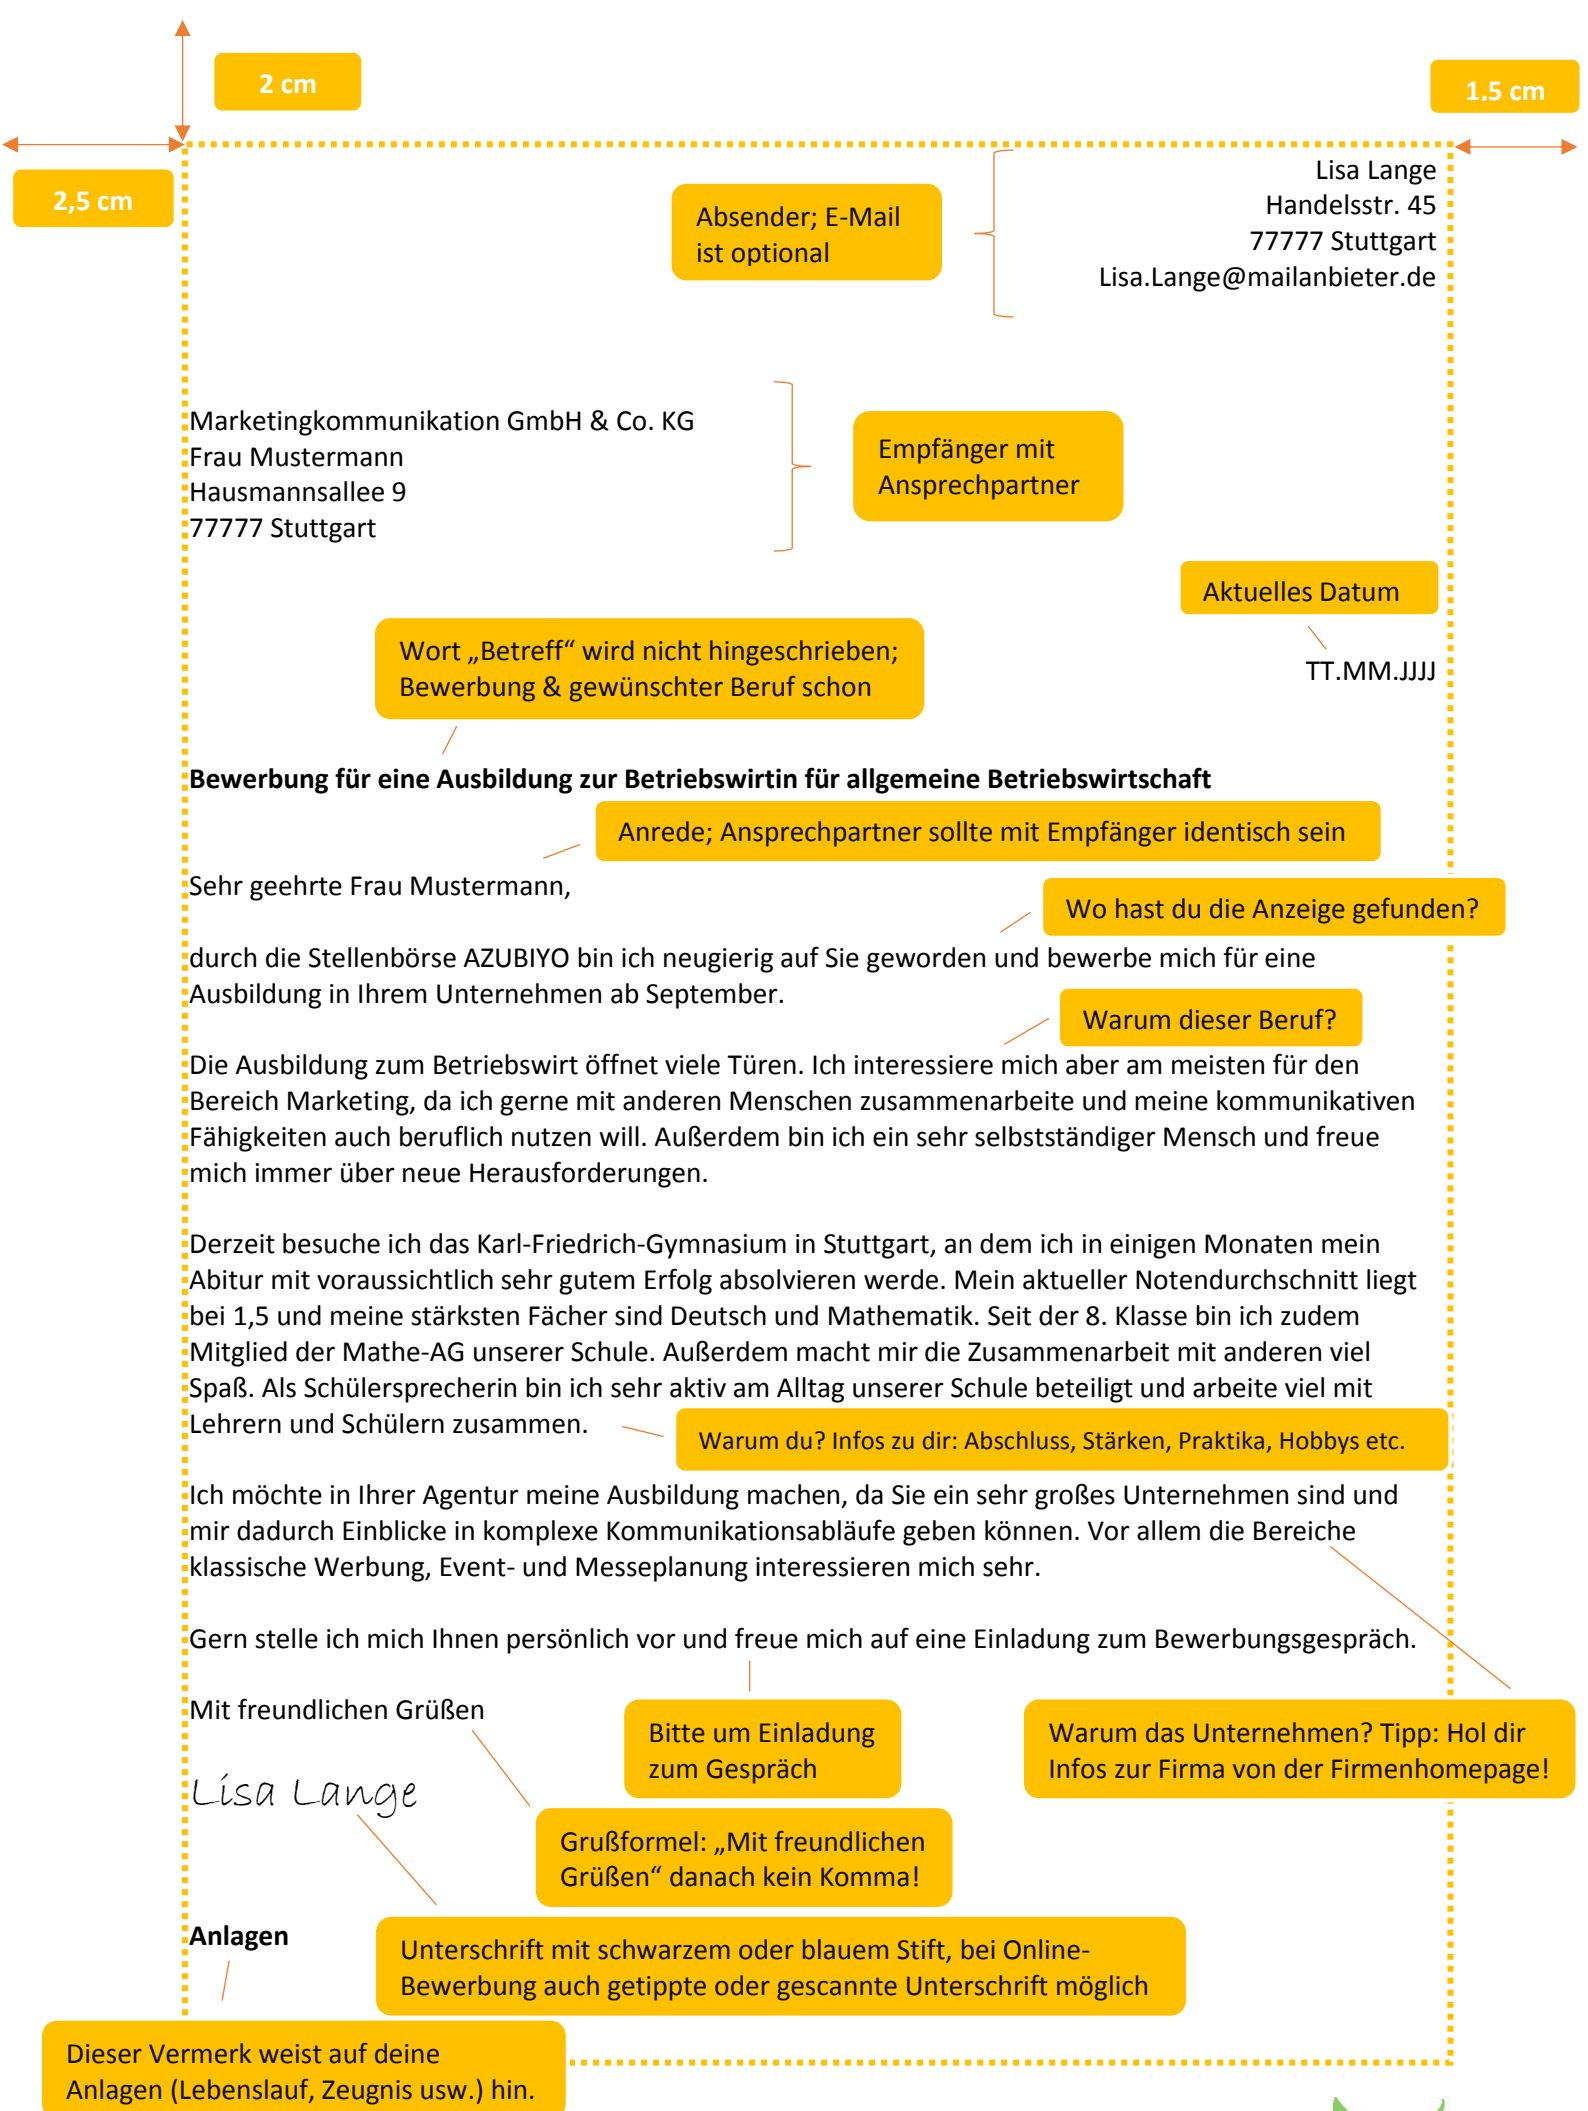 2 cm
1,5 cm
2,5 cm
Absender; E-Mail
ist optional
Lisa Lange
Handelsstr. 45
77777 Stuttgart
Lisa.Lange@mailanbieter.de
Marketingkommunikation GmbH & Co. KG
Frau Mustermann
Hausmannsallee 9
77777 Stuttgart
Empfänger mit
Ansprechpartner
Aktuelles Datum
TT.MM.JJJJ
Wort „Betreff“ wird nicht hingeschrieben;
Bewerbung & gewünschter Beruf schon
Bewerbung für eine Ausbildung zur Betriebswirtin für allgemeine Betriebswirtschaft
Anrede; Ansprechpartner sollte mit Empfänger identisch sein
Sehr geehrte Frau Mustermann,
Wo hast du die Anzeige gefunden?
durch die Stellenbörse AZUBIYO bin ich neugierig auf Sie geworden und bewerbe mich für eine
Ausbildung in Ihrem Unternehmen ab September.
Warum dieser Beruf?
Die Ausbildung zum Betriebswirt öffnet viele Türen. Ich interessiere mich aber am meisten für den
Bereich Marketing, da ich gerne mit anderen Menschen zusammenarbeite und meine kommunikativen
Fähigkeiten auch beruflich nutzen will. Außerdem bin ich ein sehr selbstständiger Mensch und freue
mich immer über neue Herausforderungen.
Derzeit besuche ich das Karl-Friedrich-Gymnasium in Stuttgart, an dem ich in einigen Monaten mein
Abitur mit voraussichtlich sehr gutem Erfolg absolvieren werde. Mein aktueller Notendurchschnitt liegt
bei 1,5 und meine stärksten Fächer sind Deutsch und Mathematik. Seit der 8. Klasse bin ich zudem
Mitglied der Mathe-AG unserer Schule. Außerdem macht mir die Zusammenarbeit mit anderen viel
Spaß. Als Schülersprecherin bin ich sehr aktiv am Alltag unserer Schule beteiligt und arbeite viel mit
Lehrern und Schülern zusammen.
Warum du? Infos zu dir: Abschluss, Stärken, Praktika, Hobbys etc.
Ich möchte in Ihrer Agentur meine Ausbildung machen, da Sie ein sehr großes Unternehmen sind und
mir dadurch Einblicke in komplexe Kommunikationsabläufe geben können. Vor allem die Bereiche
klassische Werbung, Event- und Messeplanung interessieren mich sehr.
Gern stelle ich mich Ihnen persönlich vor und freue mich auf eine Einladung zum Bewerbungsgespräch.
Mit freundlichen Grüßen
Bitte um Einladung
zum Gespräch
Warum das Unternehmen? Tipp: Hol dir
Infos zur Firma von der Firmenhomepage!
Lisa Lange
Grußformel: „Mit freundlichen
Grüßen“ danach kein Komma!
Anlagen
Unterschrift mit schwarzem oder blauem Stift, bei Online-
Bewerbung auch getippte oder gescannte Unterschrift möglich
Dieser Vermerk weist auf deine
Anlagen (Lebenslauf, Zeugnis usw.) hin.